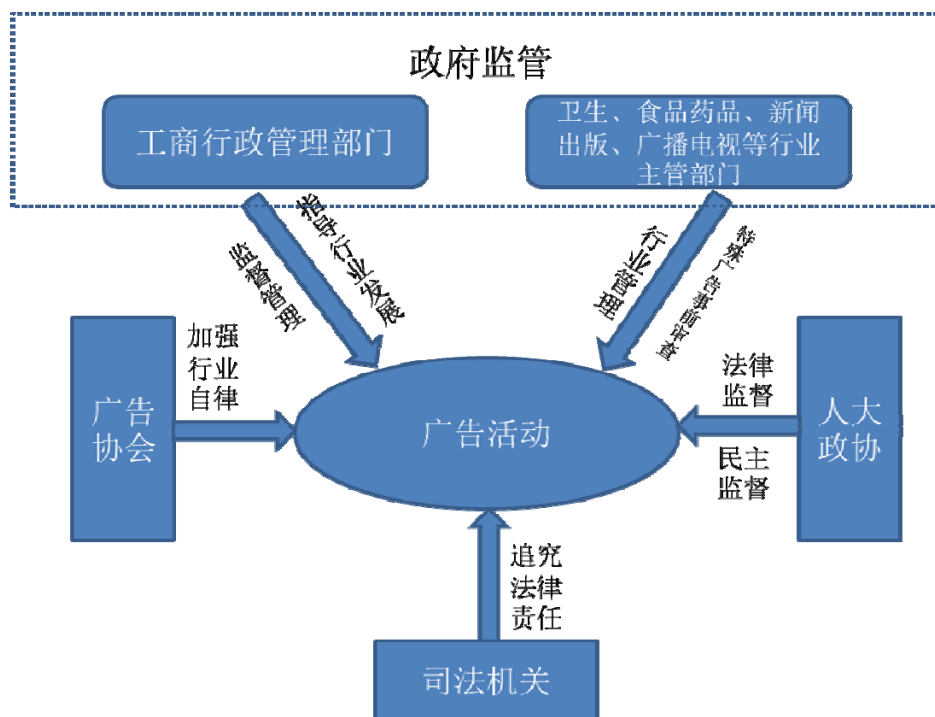 政府监管
工商行政管理部门
卫生、食品药品、新闻
出版、广播电视等行业
主管部门
监督管理
指导行业发展
行业管理
特殊广告事前审查
加强
行业
自律
广告
协会
广告活动
法律
监督
民主
监督
人大
政协
追究
法律
责任
司法机关